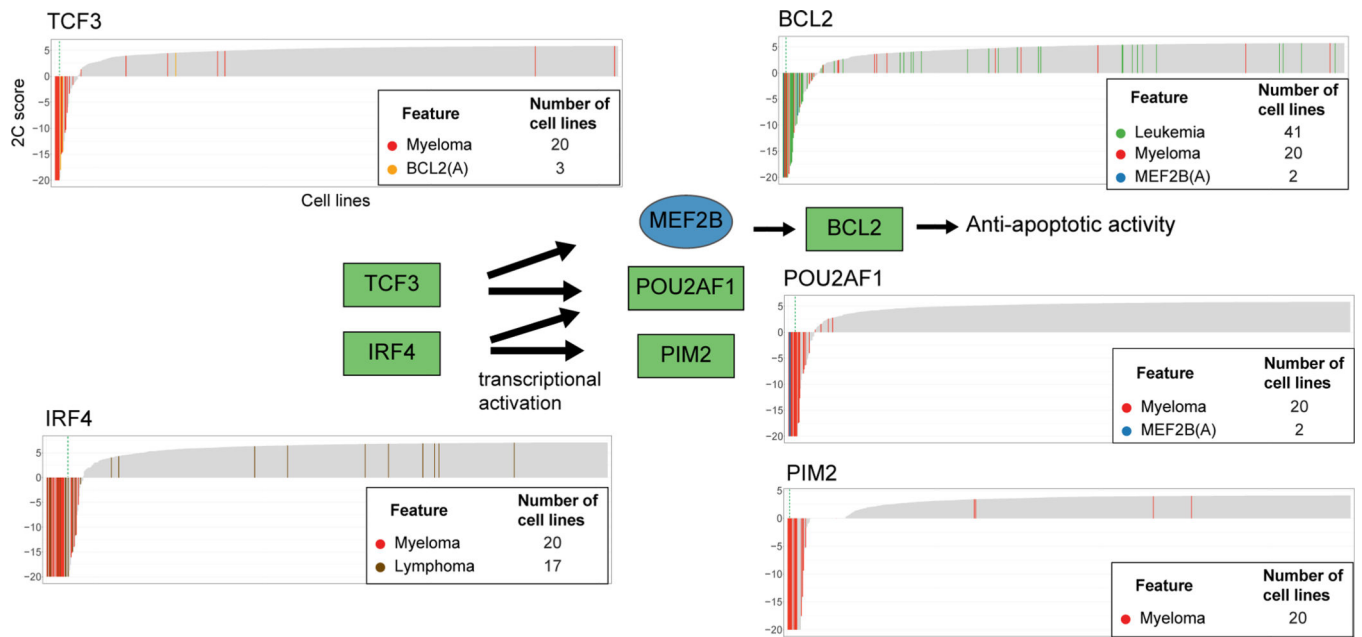 TCF3
5
0
−5
−10
−15
−20
2C score
Cell lines
Feature
Number of
cell lines
Myeloma 20
BCL2(A) 3
BCL2
5
0
−5
−10
−15
−20
Feature
Number of
cell lines
Leukemia 41
Myeloma 20
MEF2B(A) 2
MEF2B
BCL2
Anti-apoptotic activity
TCF3
POU2AF1
IRF4
PIM2
transcriptional
activation
POU2AF1
5
0
−5
−10
−15
−20
Feature
Number of
cell lines
Myeloma 20
MEF2B(A) 2
IRF4
5
0
−5
−10
−15
−20
Feature
Number of
cell lines
Myeloma 20
Lymphoma 17
PIM2
5
0
−5
−10
−15
−20
Feature
Number of
cell lines
Myeloma 20